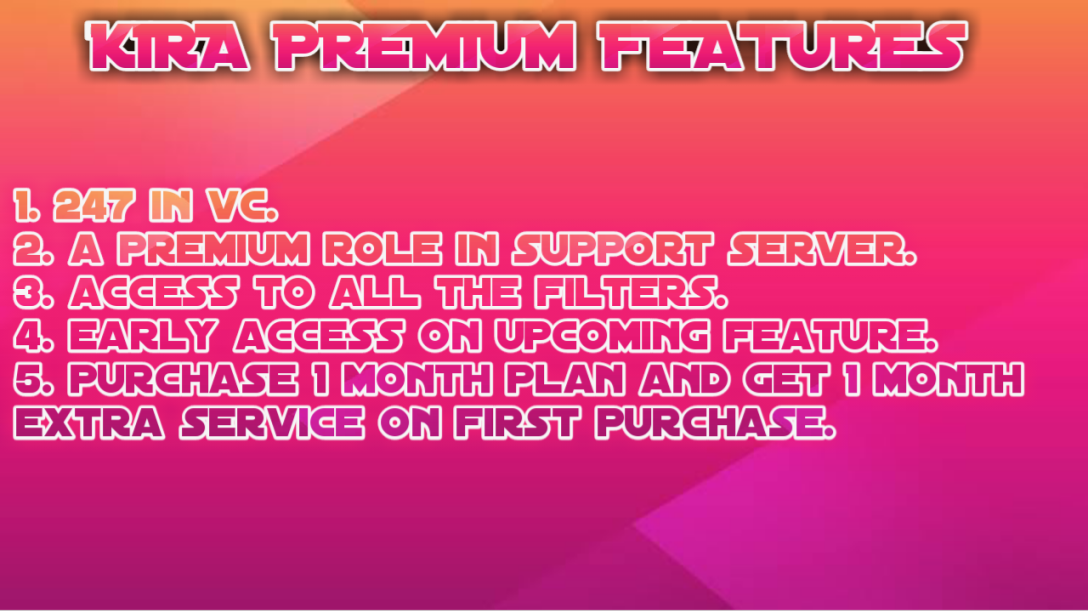 KIRA PREMIUM FEATURES
1. 247 IN VC.
2. A PREMIUM ROLE IN SUPPORT SERVER.
3. ACCESS TO ALL THE FILTERS.
4. EARLY ACCESS ON UPCOMING FEATURE.
5. PURCHASE 1 MONTH PLAN AND GET 1 MONTH
EXTRA SERVICE ON FIRST PURCHASE.